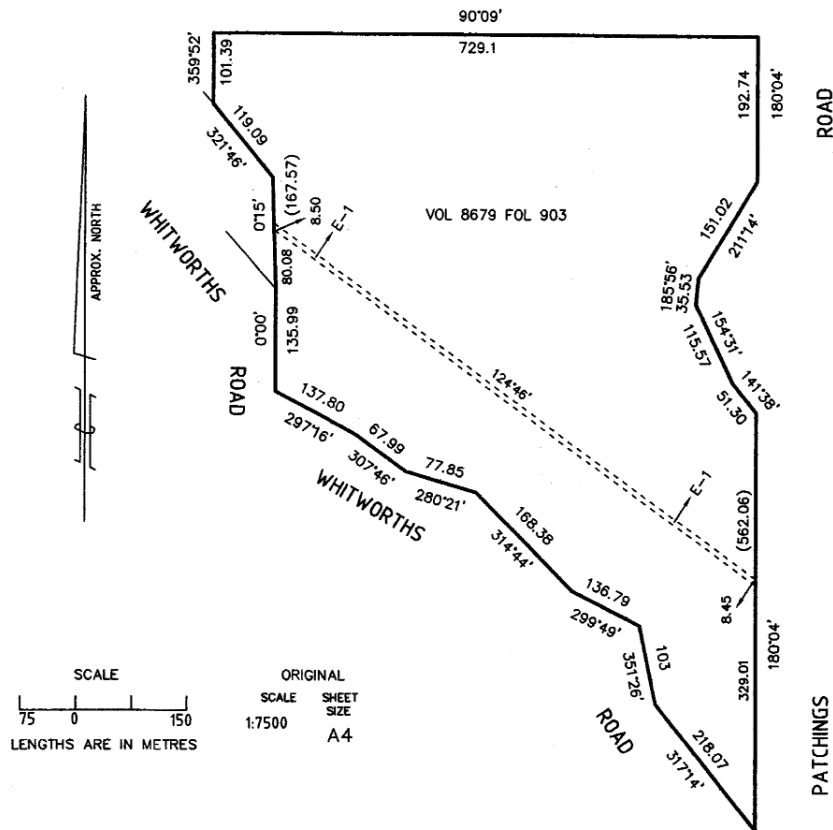 90°09'
729.1
359°52'
101.39
192.74
180°04'
ROAD
119.09
321°46'
(167.57)
8.50
0°15'
E-1
VOL 8679 FOL 903
151.02
211°14'
WHITWORTHS
80.08
185°56'
35.53
APPROX. NORTH
0°00'
135.99
154°31'
115.57
124°46'
141°38'
51.30
ROAD
137.80
297°16'
67.99
307°46'
77.85
280°21'
WHITWORTHS
E-1
(562.06)
168.38
314°44'
136.79
299°49'
8.45
103
351°26'
329.01
180°04'
SCALE
75 0 150
LENGTHS ARE IN METRES
ORIGINAL
SCALE SHEET SIZE
1:7500 A4
ROAD
218.07
317°14'
PATCHINGS